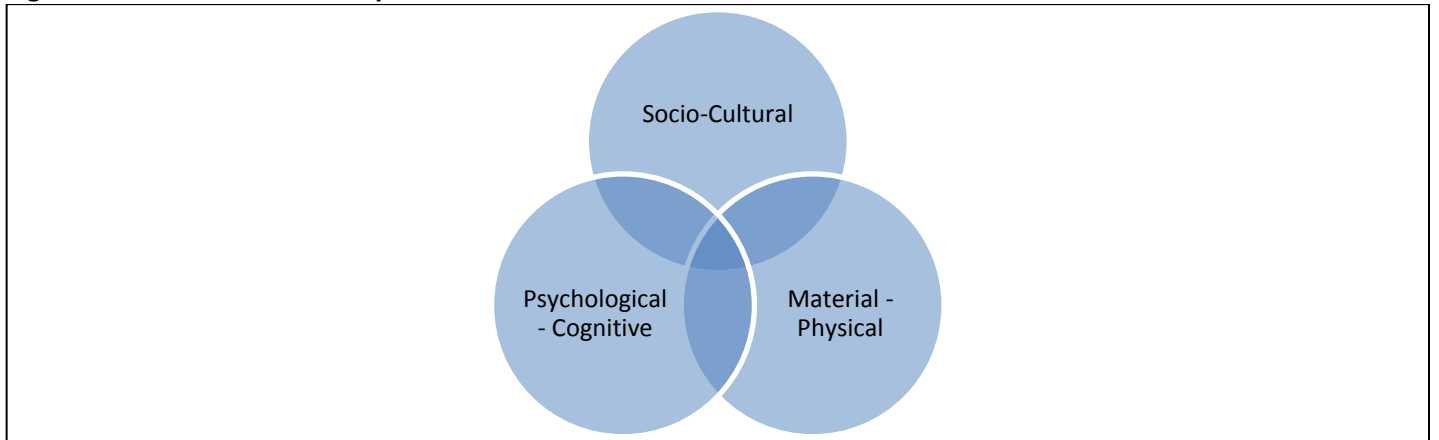 Socio-Cultural
Psychological
- Cognitive
Material -
Physical